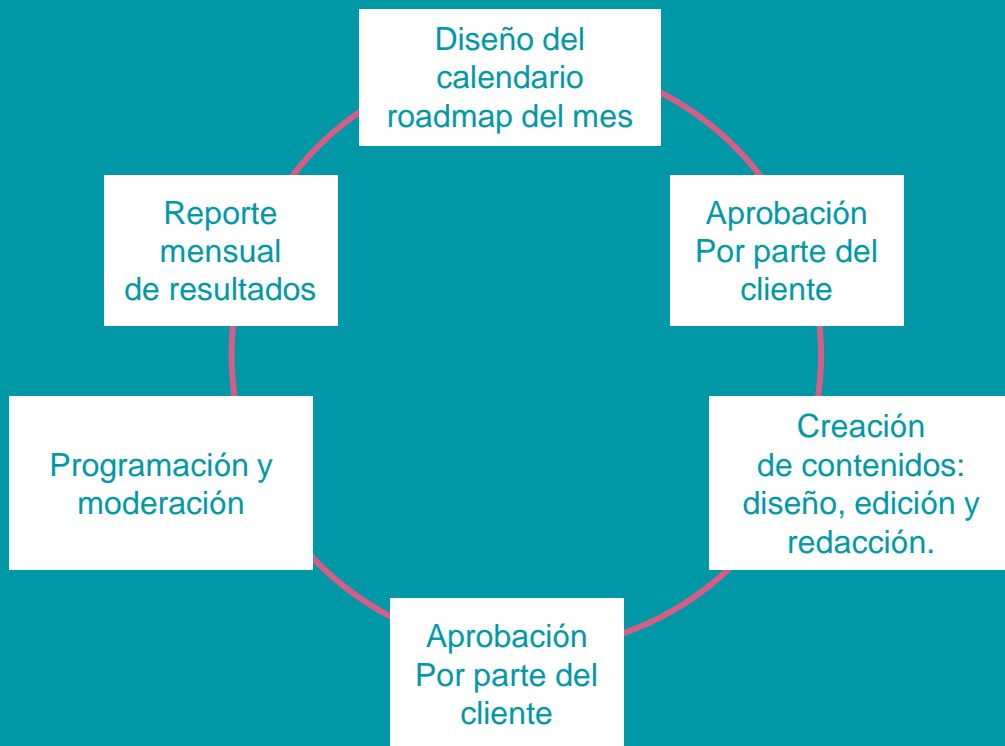 Diseño del
calendario
roadmap del mes
Aprobación
Por parte del
cliente
Creación
de contenidos:
diseño, edición y
redacción.
Aprobación
Por parte del
cliente
Programación y
moderación
Reporte
mensual
de resultados